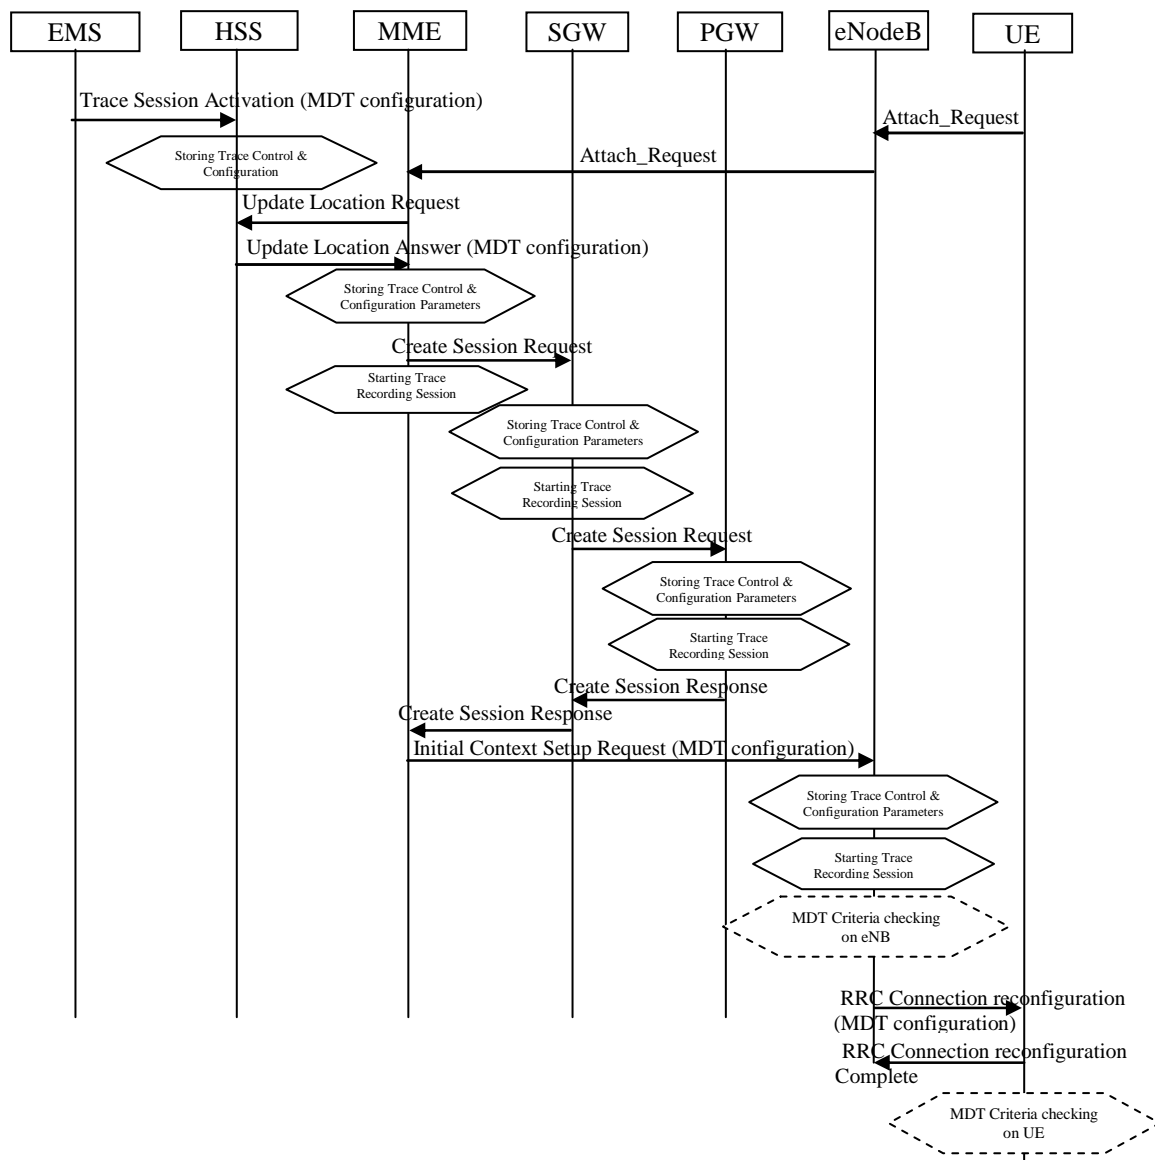 EMS
HSS
MME
SGW
PGW
eNodeB
UE
Trace Session Activation (MDT configuration)
Attach_Request
Storing Trace Control &
Configuration
Attach_Request
Update Location Request
Update Location Answer (MDT configuration)
Storing Trace Control &
Configuration Parameters
Create Session Request
Starting Trace
Recording Session
Storing Trace Control &
Configuration Parameters
Starting Trace
Recording Session
Create Session Request
Storing Trace Control &
Configuration Parameters
Starting Trace
Recording Session
Create Session Response
Create Session Response
Initial Context Setup Request (MDT configuration)
Storing Trace Control &
Configuration Parameters
Starting Trace
Recording Session
MDT Criteria checking
on eNB
RRC Connection reconfiguration
(MDT configuration)
RRC Connection reconfiguration
Complete
MDT Criteria checking
on UE